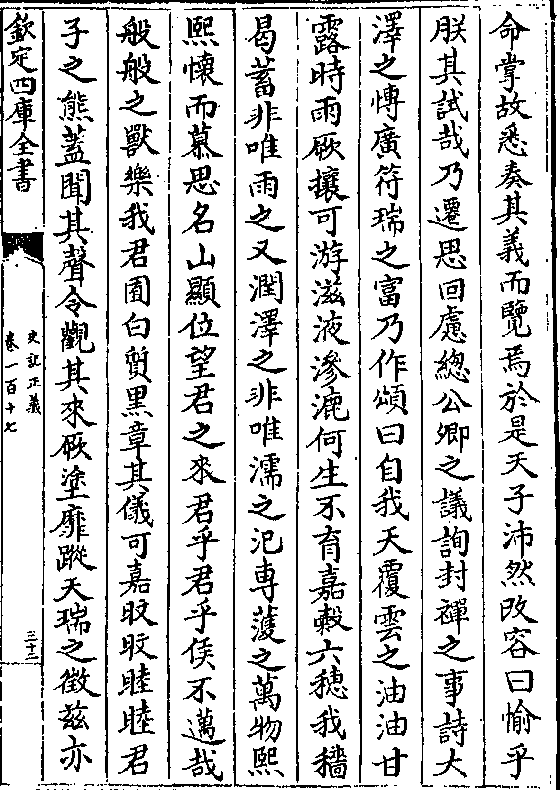 命掌故悉奏其義而覽焉於是天子沛然改容曰愉乎
朕其試哉乃遷思回慮總公卿之議詢封禪之事詩大
澤之博廣符瑞之富乃作頌曰自我天覆雲之油油甘
露時雨厥攘可游滋液滲漉何生不育嘉穀六穗我穡
曷蓄非唯雨之又潤澤之非唯濡之氾専濩之萬物熙
熙懷而慕思名山顯位望君之來君乎君乎侯不邁哉
般般之獸樂我君囿白質黒章其儀可嘉旼旼睦睦君
子之熊蓋聞其聲今觀其來厥塗靡蹤天瑞之徵兹亦
欽定四庫全書
史記正義
卷一百十七
三十二